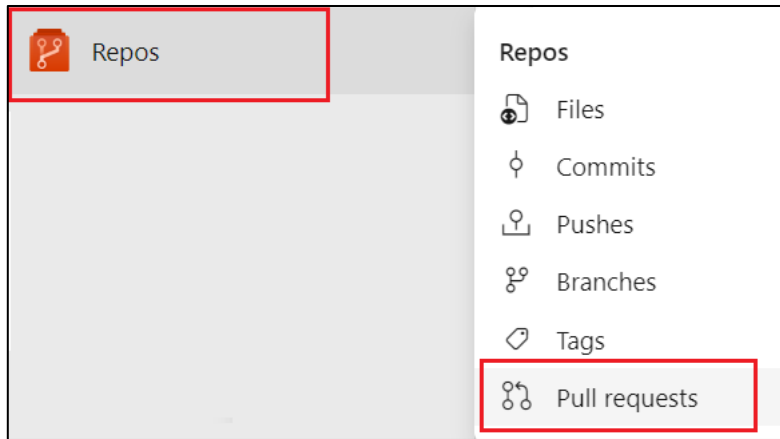 Repos
Repos
Files
Commits
Pushes
Branches
Tags
Pull requests